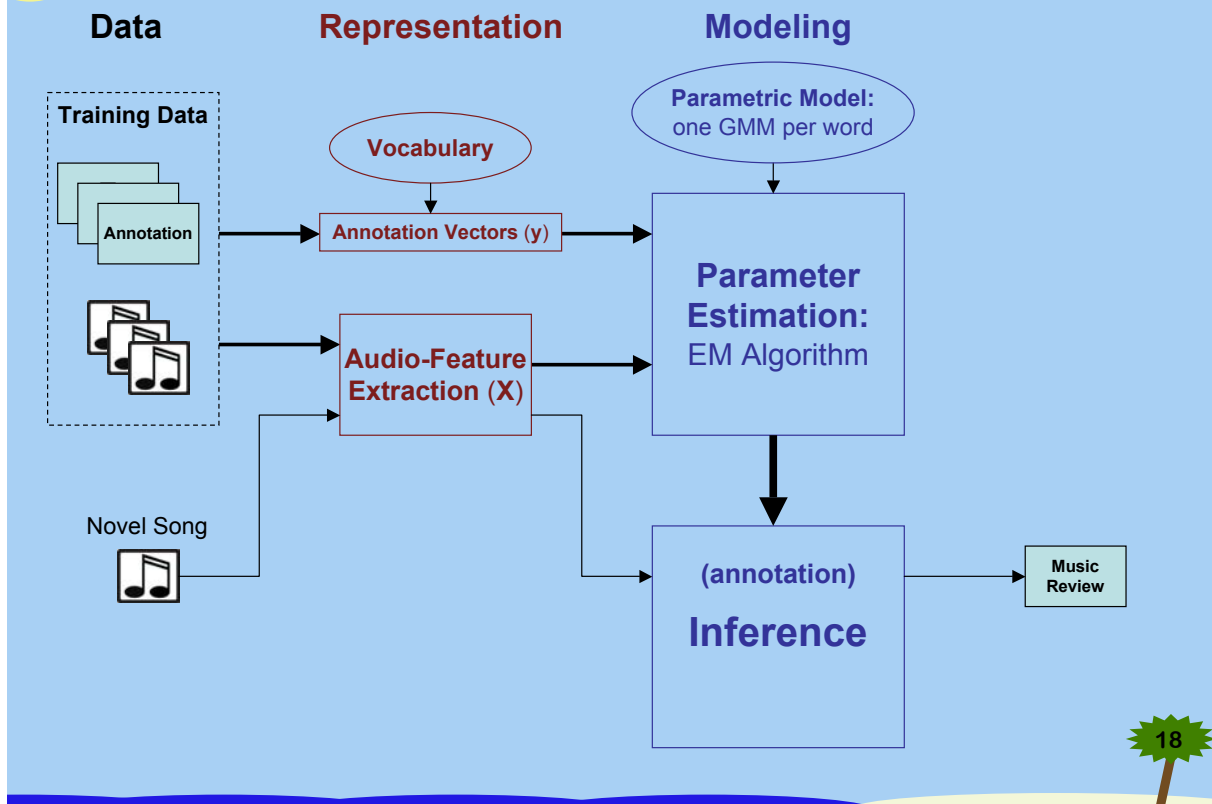 Data
Representation
Modeling
Training Data
Annotation
Vocabulary
Annotation Vectors (y)
Parametric Model:
one GMM per word
Audio-Feature
Extraction (X)
Parameter
Estimation:
EM Algorithm
Novel Song
(annotation)
Inference
Music
Review
18